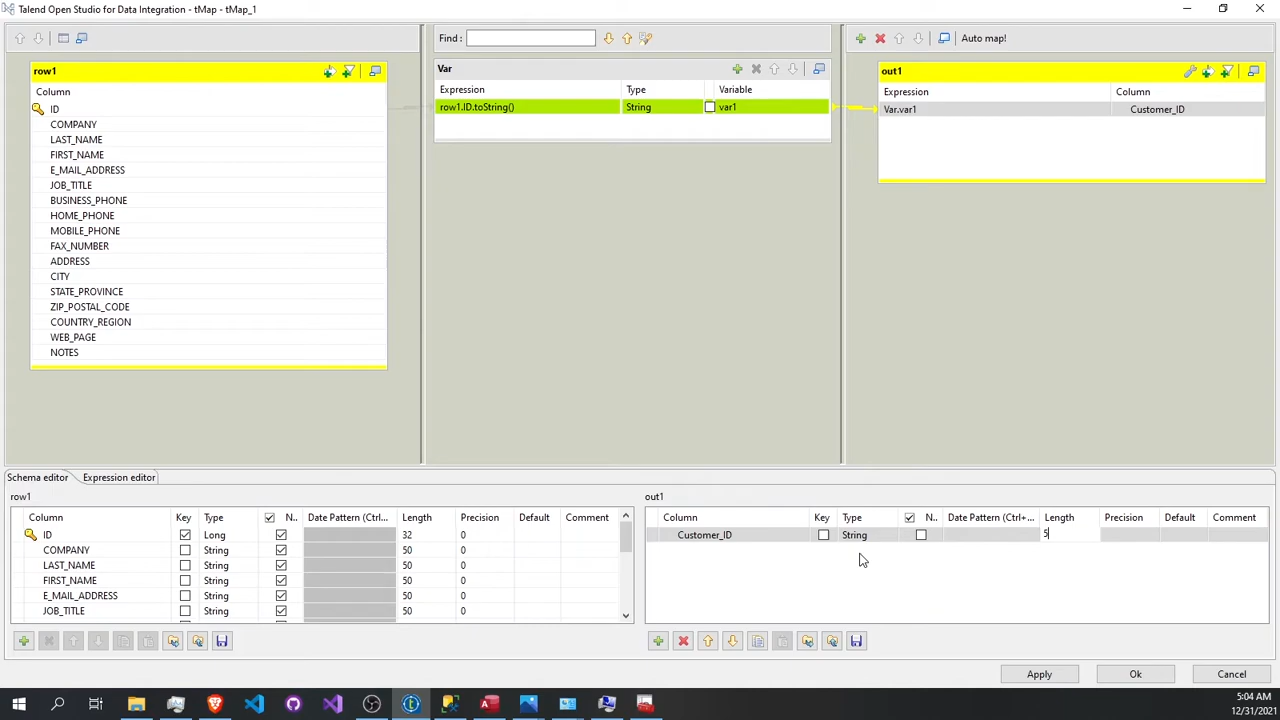 Talend Open Studio for Data Integration - tMap - tMap_1
Find :
Auto map!
row1
Column
ID
COMPANY
LAST_NAME
FIRST_NAME
E_MAIL_ADDRESS
JOB_TITLE
BUSINESS_PHONE
HOME_PHONE
MOBILE_PHONE
FAX_NUMBER
ADDRESS
CITY
STATE_PROVINCE
ZIP_POSTAL_CODE
COUNTRY_REGION
WEB_PAGE
NOTES
Var
Expression Type Variable
row1.ID.toString() String var1
out1
Expression Column
Var.var1 Customer_ID
Schema editor Expression editor
row1
Column Key Type N.. Date Pattern (Ctrl... Length Precision Default Comment
ID Long 32 0
COMPANY String 50 0
LAST_NAME String 50 0
FIRST_NAME String 50 0
E_MAIL_ADDRESS String 50 0
JOB_TITLE String 50 0
out1
Column Key Type N.. Date Pattern (Ctrl+... Length Precision Default Comment
Customer_ID String 5
Apply Ok Cancel
5:04 AM
12/31/2021